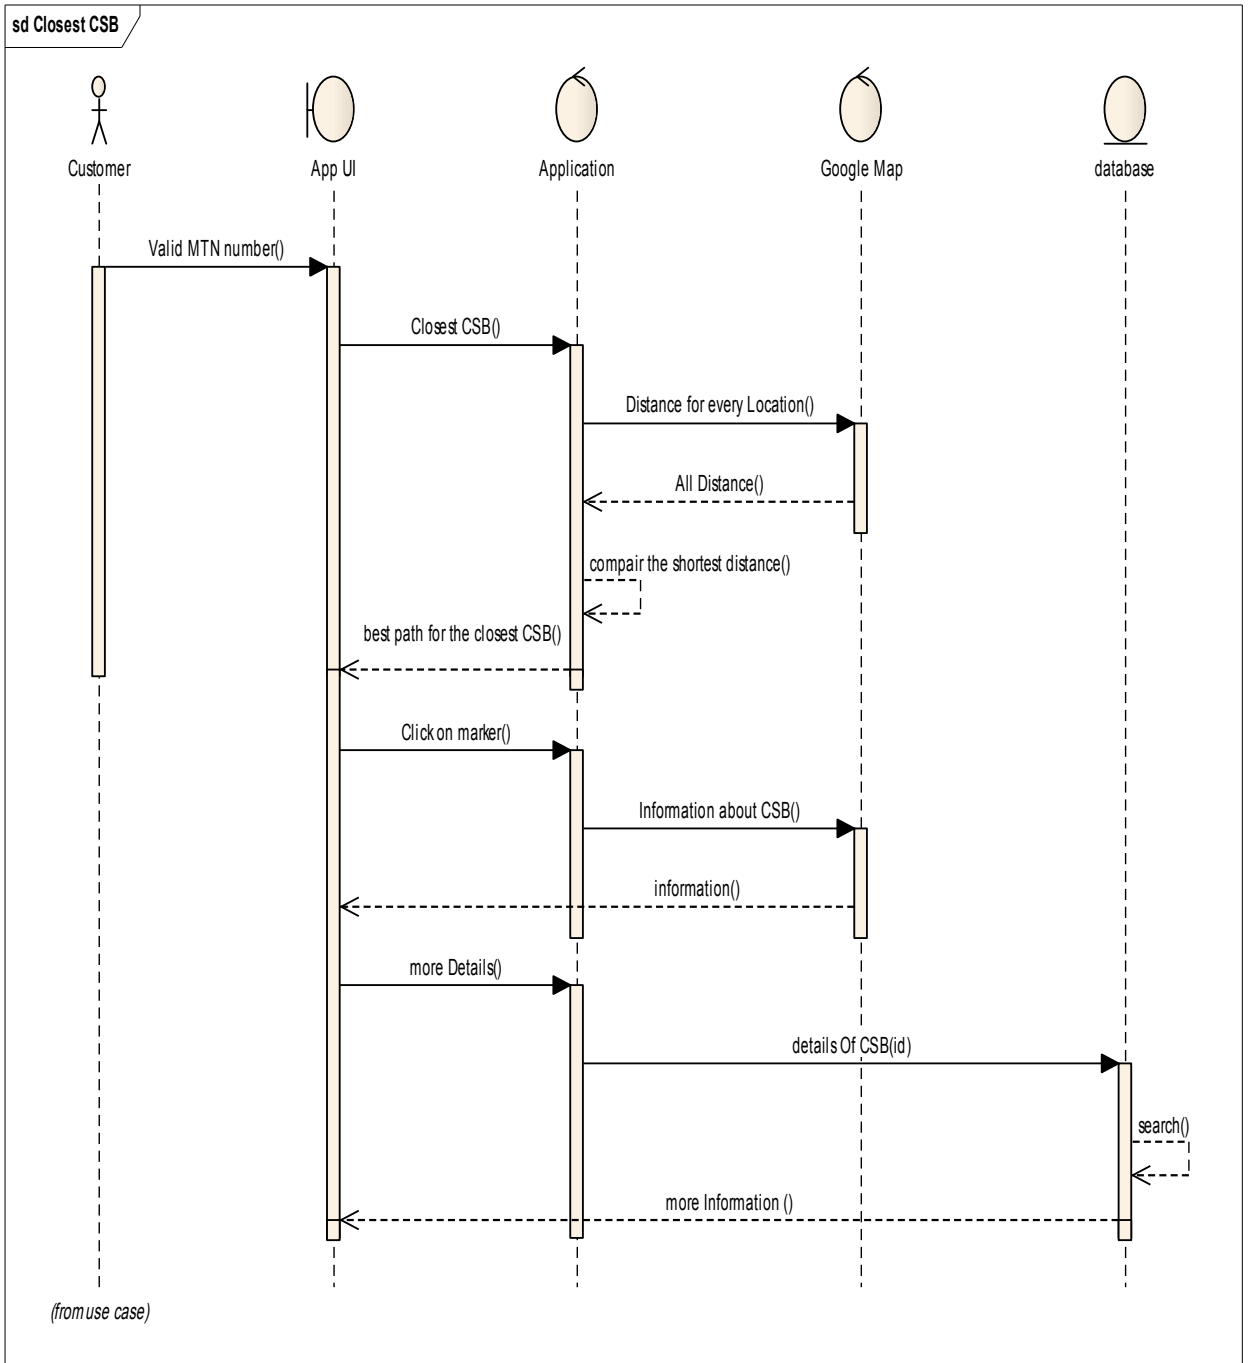 sd Closest CSB
Customer
App UI
Application
Google Map
database
Valid MTN number()
Closest CSB()
Distance for every Location()
All Distance()
compair the shortest distance()
best path for the closest CSB()
Click on marker()
Information about CSB()
information()
more Details()
details Of CSB(id)
search()
more Information ()
(from use case)